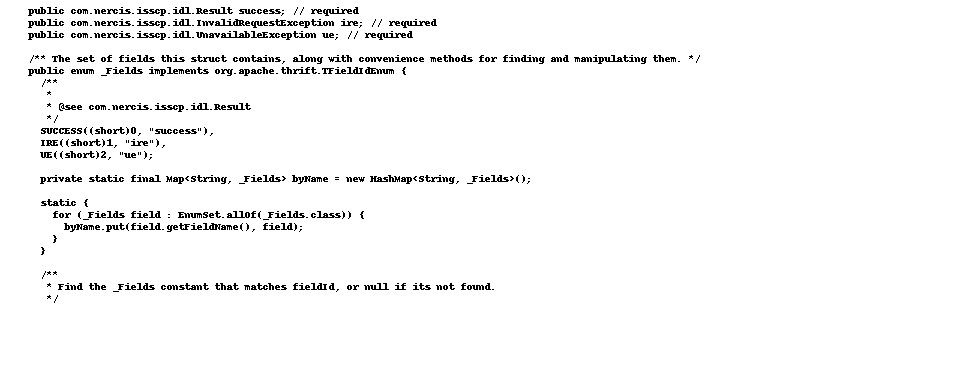 public com.nercis.isscp.idl.Result success; // required
public com.nercis.isscp.idl.InvalidRequestException ire; // required
public com.nercis.isscp.idl.UnavailableException ue; // required
/** The set of fields this struct contains, along with convenience methods for finding and manipulating them. */
public enum _Fields implements org.apache.thrift.TFieldIdEnum {
/**
*
* @see com.nercis.isscp.idl.Result
*/
SUCCESS((short)0, "success"),
IRE((short)1, "ire"),
UE((short)2, "ue");
private static final Map<String, _Fields> byName = new HashMap<String, _Fields>();
static {
for (_Fields field : EnumSet.allOf(_Fields.class)) {
byName.put(field.getFieldName(), field);
}
}
/**
* Find the _Fields constant that matches fieldId, or null if its not found.
*/